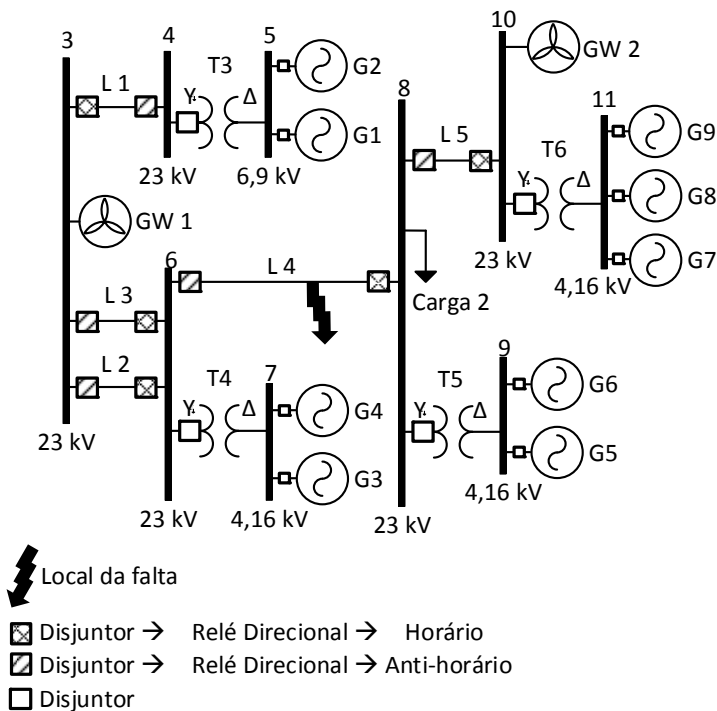 3
L 1
4
T3
Y
Δ
5
G2
G1
23 kV
6,9 kV
GW 1
L 3
L 2
23 kV
6
L 4
T4
Y
Δ
7
G4
G3
23 kV
4,16 kV
8
L 5
Carga 2
T5
Y
Δ
9
G6
G5
23 kV
4,16 kV
10
GW 2
T6
Y
Δ
11
G9
G8
G7
23 kV
4,16 kV
Local da falta
Disjuntor → Relé Direcional → Horário
Disjuntor → Relé Direcional → Anti-horário
Disjuntor